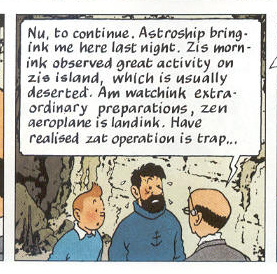 Nu, to continue. Astroship bring-
ink me here last night. Zis morn-
ink observed great activity on
zis island, which is usually
deserted. Am watchink extra-
ordinary preparations, zen
aeroplane is landink. Have
realised zat operation is trap...